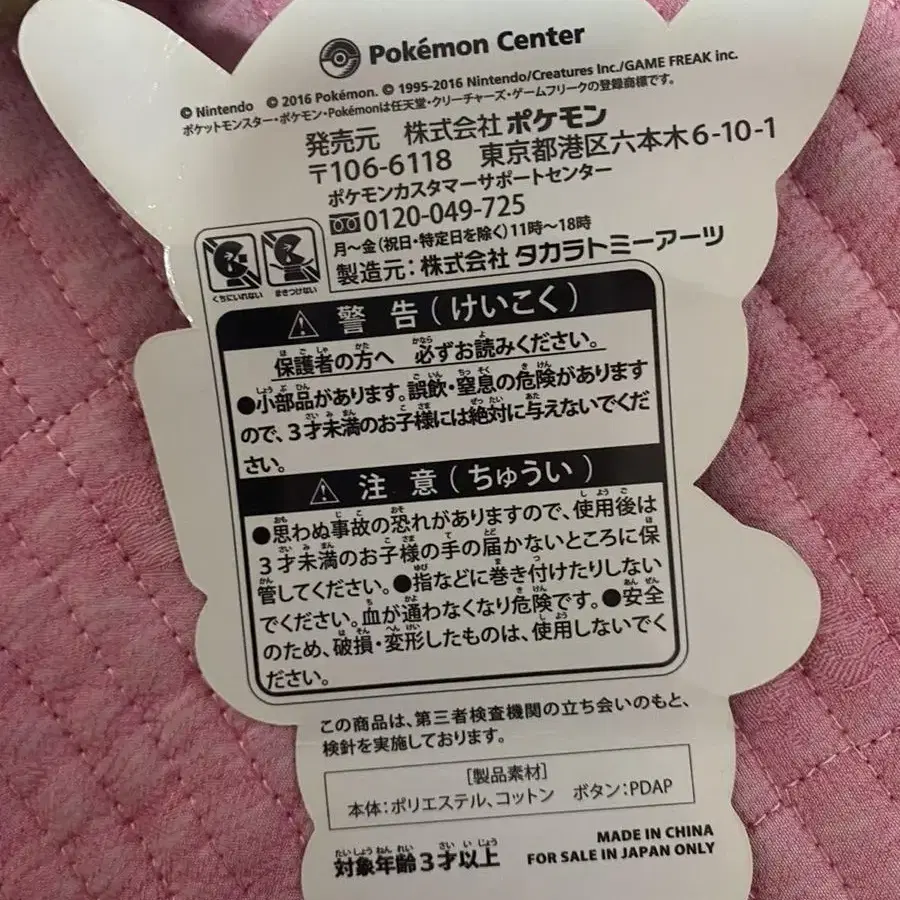 Pokémon Center
© Nintendo © 2016 Pokémon. © 1995-2016 Nintendo/Creatures Inc./GAME FREAK inc.
ポケットモンスター・ポケモン・Pokémonは任天堂・クリーチャーズ・ゲームフリークの登録商標です。
発売元 株式会社 ポケモン
〒106-6118 東京都港区六本木6-10-1
ポケモンカスタマーサポートセンター
0120-049-725
月〜金(祝日・特定日を除く)11時〜18時
製造元:株式会社 タカラトミーアーツ
くちにいれない まきつけない
警告(けいこく)
保護者の方へ 必ずお読みください。
●小部品があります。誤飲・窒息の危険があります
ので、3才未満のお子様には絶対に与えないでくだ
さい。
注意(ちゅうい)
●思わぬ事故の恐れがありますので、使用後は
3才未満のお子様の手の届かないところに保
管してください。●指などに巻き付けたりしない
でください。血が通わなくなり危険です。●安全
のため、破損・変形したものは、使用しないでく
ださい。
この商品は、第三者検査機関の立ち会いのもと、
検針を実施しております。
[製品素材]
本体:ポリエステル、コットン ボタン:PDAP
対象年齢3才以上
MADE IN CHINA
FOR SALE IN JAPAN ONLY